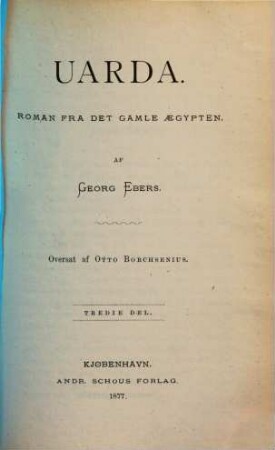 UARDA.
ROMAN FRA DET GAMLE ÆGYPTEN.
AF
GEORG EBERS.
Oversat af OTTO BORCHSENIUS.
TREDIE DEL.
KJØBENHAVN.
ANDR. SCHOUS FORLAG.
1877.